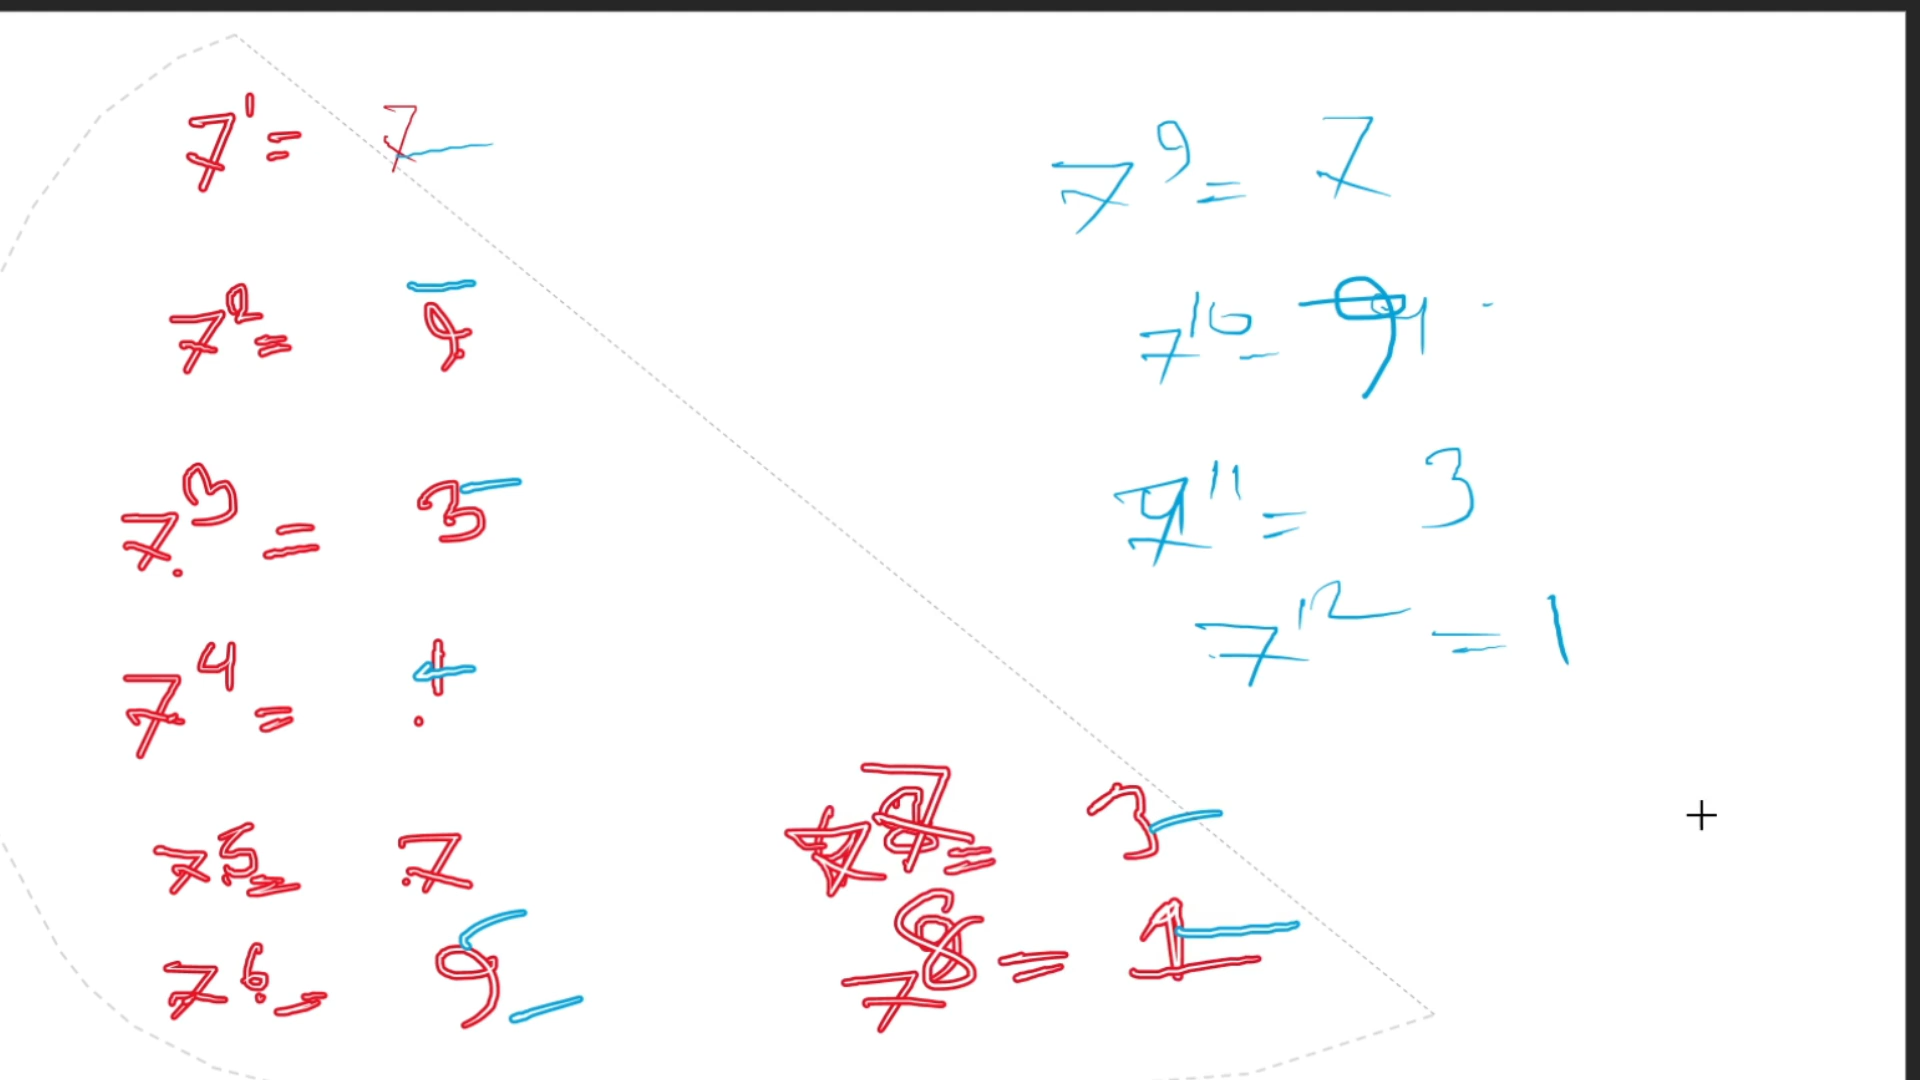 7¹ = 7
7² = 9
7³ = 3
7⁴ = 1
7⁵ = 7
7⁶ = 9
7⁷ = 3
7⁸ = 1
7⁹ = 7
7¹⁰ = 9
7¹¹ = 3
7¹² = 1